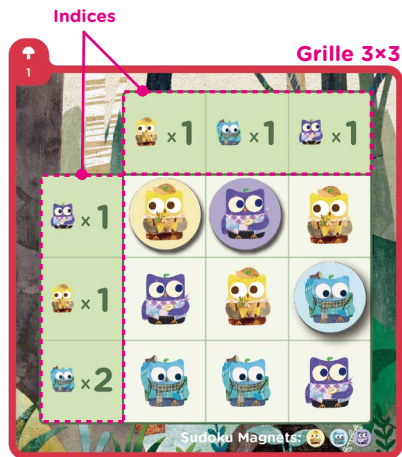 Indices
Grille 3×3
1
×1 ×1 ×1
×1
×1
×2
Sudoku Magnets: